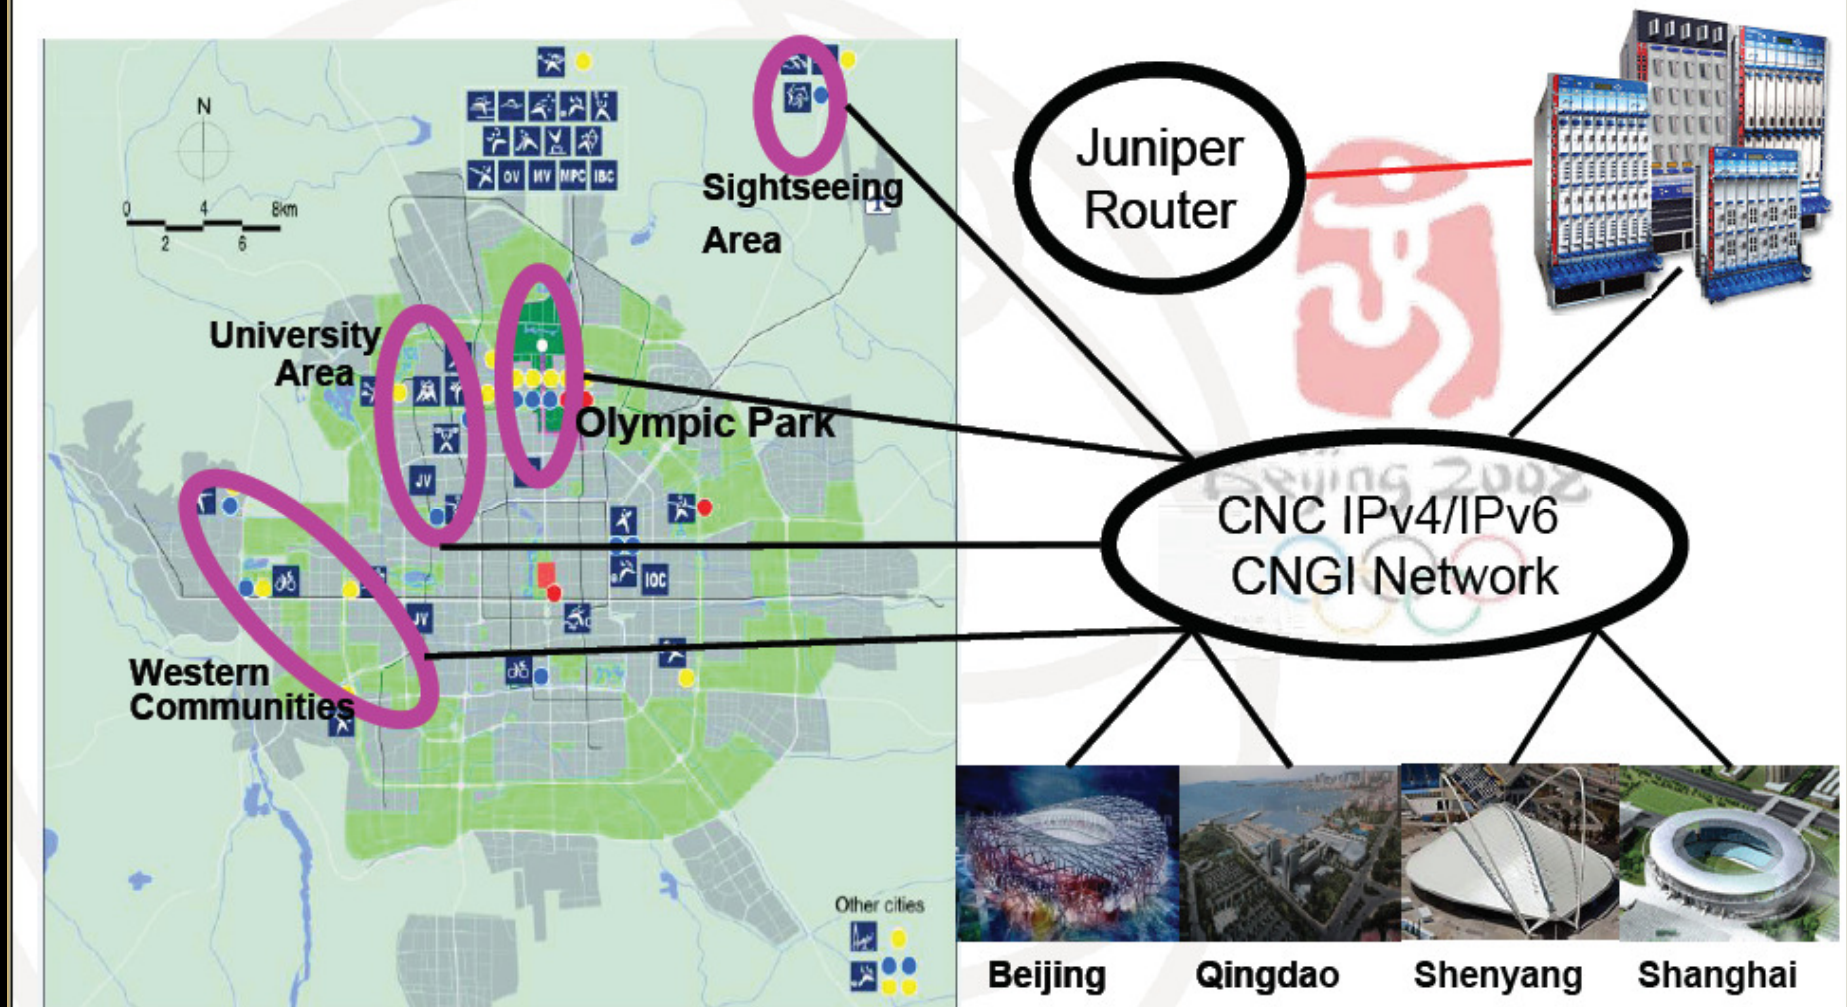 N
0 4 8km
2 6
OV MV MPC IBC
Sightseeing
Area
University
Area
Olympic Park
JV
IOC
JV
Western
Communities
Other cities
Juniper
Router
Beijing 2008
CNC IPv4/IPv6
CNGI Network
Beijing Qingdao Shenyang Shanghai